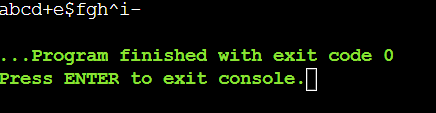 abcd+e$fgh^i-
...Program finished with exit code 0
Press ENTER to exit console.